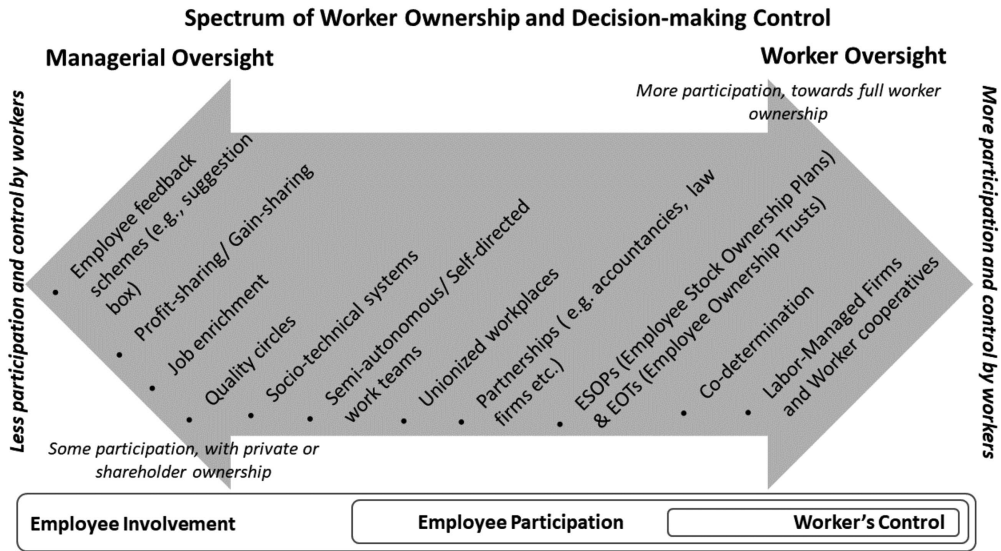 Spectrum of Worker Ownership and Decision-making Control
Managerial Oversight
Worker Oversight
More participation, towards full worker
ownership
Less participation and control by workers
More participation and control by workers
• Employee feedback
schemes (e.g., suggestion
box)
• Profit-sharing/ Gain-sharing
• Job enrichment
• Quality circles
• Socio-technical systems
• Semi-autonomous/ Self-directed
work teams
• Unionized workplaces
• Partnerships ( e.g. accountancies, law
firms etc.)
• ESOPs (Employee Stock Ownership Plans)
& EOTs (Employee Ownership Trusts)
• Co-determination
• Labor-Managed Firms
and Worker cooperatives
Some participation, with private or
shareholder ownership
Employee Involvement
Employee Participation
Worker’s Control